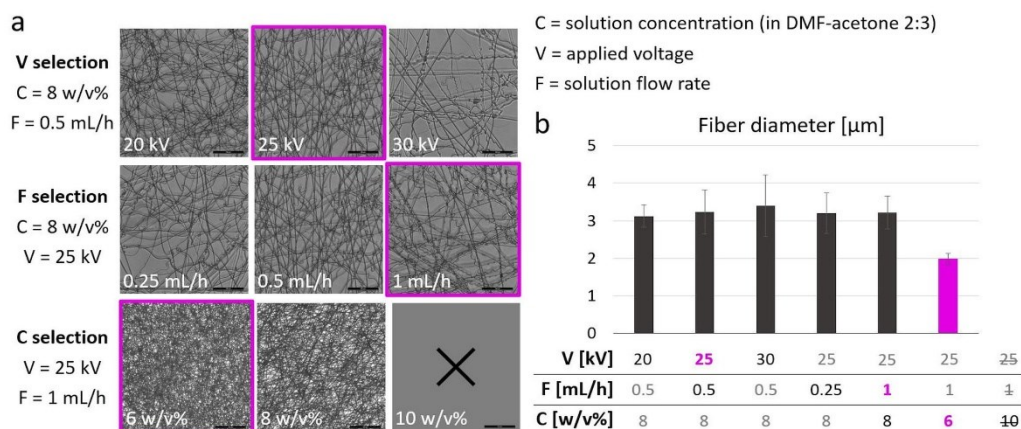 a
V selection
C = 8 w/v%
F = 0.5 mL/h
20 kV
25 kV
30 kV
F selection
C = 8 w/v%
V = 25 kV
0.25 mL/h
0.5 mL/h
1 mL/h
C selection
V = 25 kV
F = 1 mL/h
6 w/v%
8 w/v%
10 w/v%
C = solution concentration (in DMF-acetone 2:3)
V = applied voltage
F = solution flow rate
b
Fiber diameter [µm]
5
4
3
2
1
0
V [kV] 20 25 30 25 25 25 25
F [mL/h] 0.5 0.5 0.5 0.25 1 1 1
C [w/v%] 8 8 8 8 8 6 10